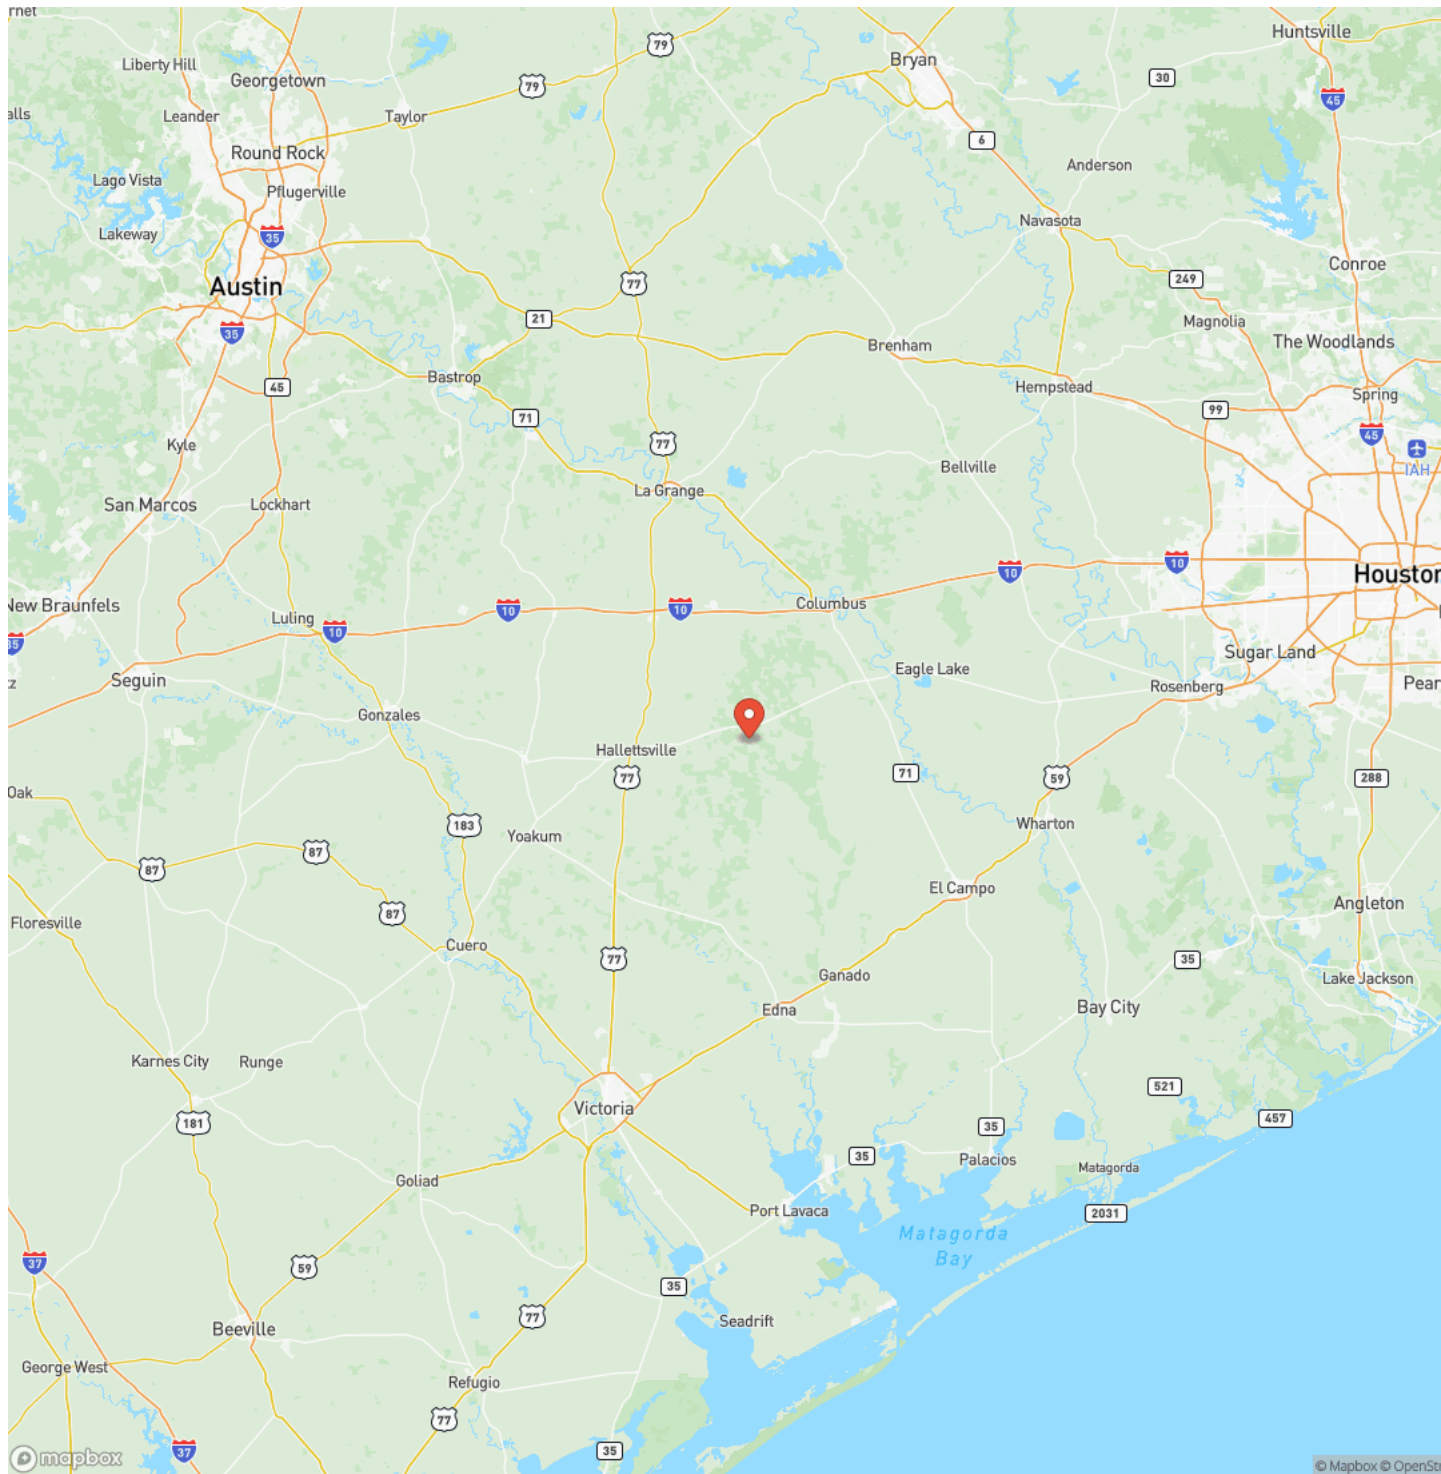 rnet
79
Bryan
Huntsville
Liberty Hill
Georgetown
79
30
45
alls
Leander
Taylor
Round Rock
6
Anderson
Lago Vista
Pflugerville
Navasota
Lakeway
35
Conroe
249
77
Austin
21
Magnolia
35
Brenham
The Woodlands
Bastrop
Hempstead
45
Spring
99
71
Kyle
77
45
Bellville
IAH
La Grange
San Marcos
Lockhart
10
10
Houston
New Braunfels
10
10
Columbus
Luling
10
35
Sugar Land
Eagle Lake
Seguin
Rosenberg
Pear
tz
Gonzales
Hallettsville
77
71
59
288
Oak
183
Wharton
Yoakum
87
87
El Campo
Angleton
87
Floresville
Cuero
77
35
Ganado
Lake Jackson
Edna
Bay City
Karnes City
Runge
521
Victoria
181
457
35
35
Palacios
Matagorda
Goliad
Port Lavaca
2031
Matagorda
Bay
37
59
35
77
Seadrift
Beeville
George West
Refugio
77
37
35
mapbox
© Mapbox © OpenStr